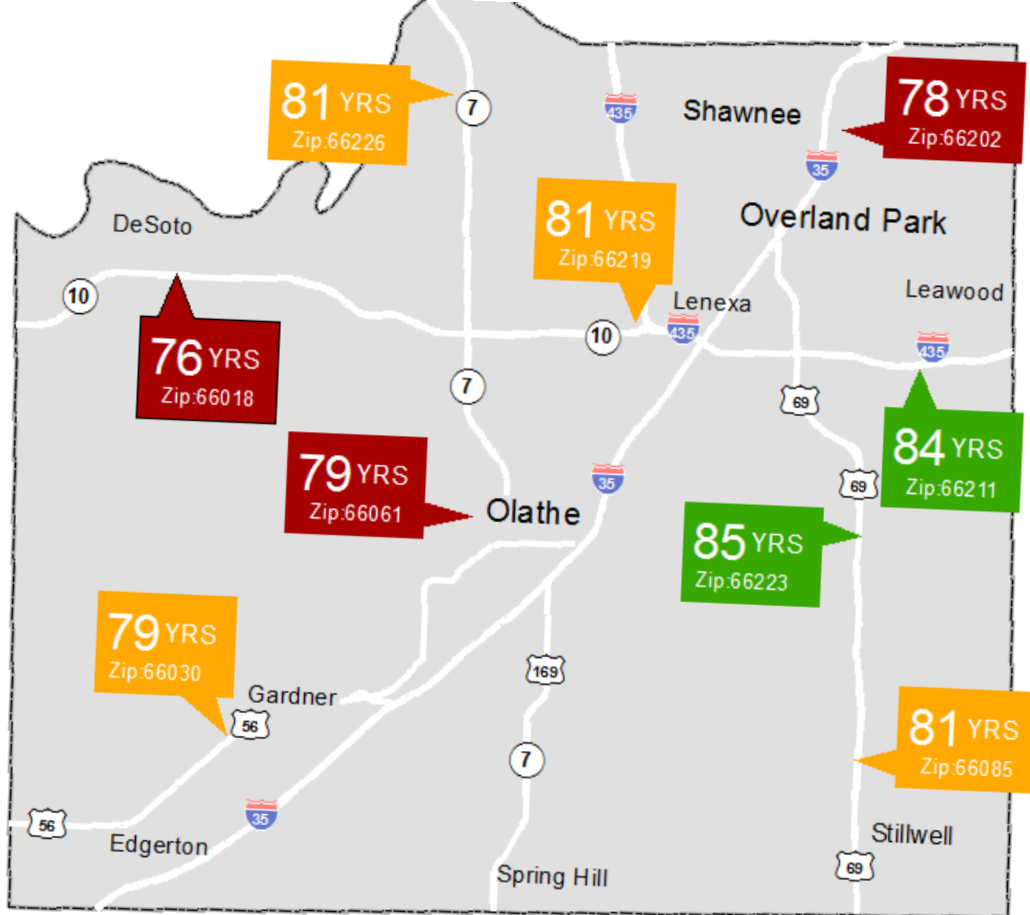 81 YRS
Zip:66226
7
435
Shawnee
78 YRS
Zip:66202
35
DeSoto
81 YRS
Zip:66219
Overland Park
10
Lenexa
Leawood
10
435
435
76 YRS
Zip:66018
7
69
84 YRS
Zip:66211
79 YRS
Zip:66061
35
69
Olathe
85 YRS
Zip:66223
79 YRS
Zip:66030
169
Gardner
56
81 YRS
Zip:66085
7
56
35
Edgerton
Stillwell
69
Spring Hill